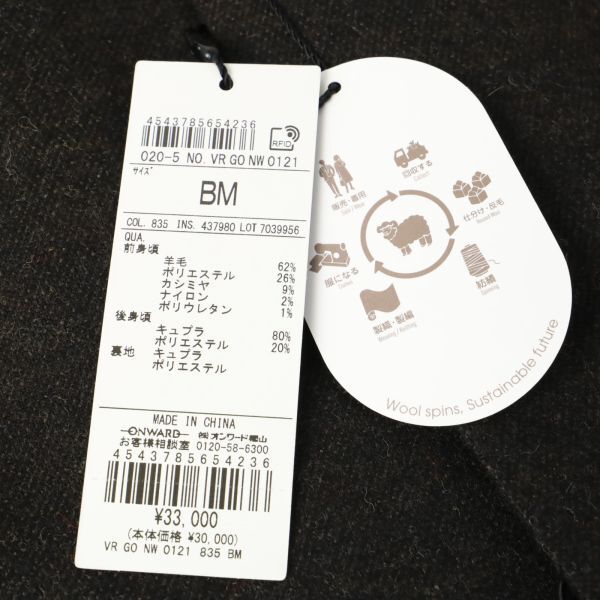 4543785654236
RFID
020-5 NO. VR GO NW 0121
サイズ
BM
COL. 835 INS. 437980 LOT 7039956
QUA.
前身頃
羊毛 62%
ポリエステル 26%
カシミヤ 9%
ナイロン 2%
ポリウレタン 1%
後身頃
キュプラ 80%
ポリエステル 20%
裏地 キュプラ
ポリエステル
MADE IN CHINA
ONWARD ㈱オンワード樫山
お客様相談室 0120-58-6300
4543785654236
¥33,000
(本体価格 ¥30,000)
VR GO NW 0121 835 BM
回収する
Collect
販売・着用
Sale / Wear
仕分け・反毛
服になる
Clothes
紡績
Spinning
製織・製編
Weaving / Knitting
Wool spins, Sustainable future